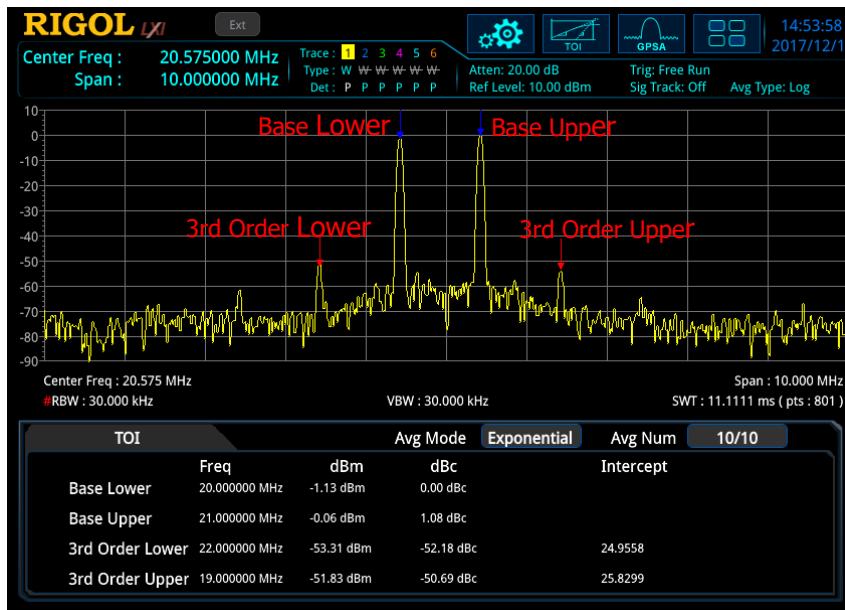 RIGOL LXI Ext 14:53:58
TOI GPSA 2017/12/1
Center Freq : 20.575000 MHz Trace : 1 2 3 4 5 6
Span : 10.000000 MHz Type : W W W W W W Atten: 20.00 dB Trig: Free Run
Det : P P P P P P Ref Level: 10.00 dBm Sig Track: Off Avg Type: Log
10
Base Lower Base Upper
0
-10
-20
-30
3rd Order Lower 3rd Order Upper
-40
-50
-60
-70
-80
-90
Center Freq : 20.575 MHz Span : 10.000 MHz
#RBW : 30.000 kHz VBW : 30.000 kHz SWT : 11.1111 ms ( pts : 801 )
TOI Avg Mode Exponential Avg Num 10/10
Freq dBm dBc Intercept
Base Lower 20.000000 MHz -1.13 dBm 0.00 dBc
Base Upper 21.000000 MHz -0.06 dBm 1.08 dBc
3rd Order Lower 22.000000 MHz -53.31 dBm -52.18 dBc 24.9558
3rd Order Upper 19.000000 MHz -51.83 dBm -50.69 dBc 25.8299